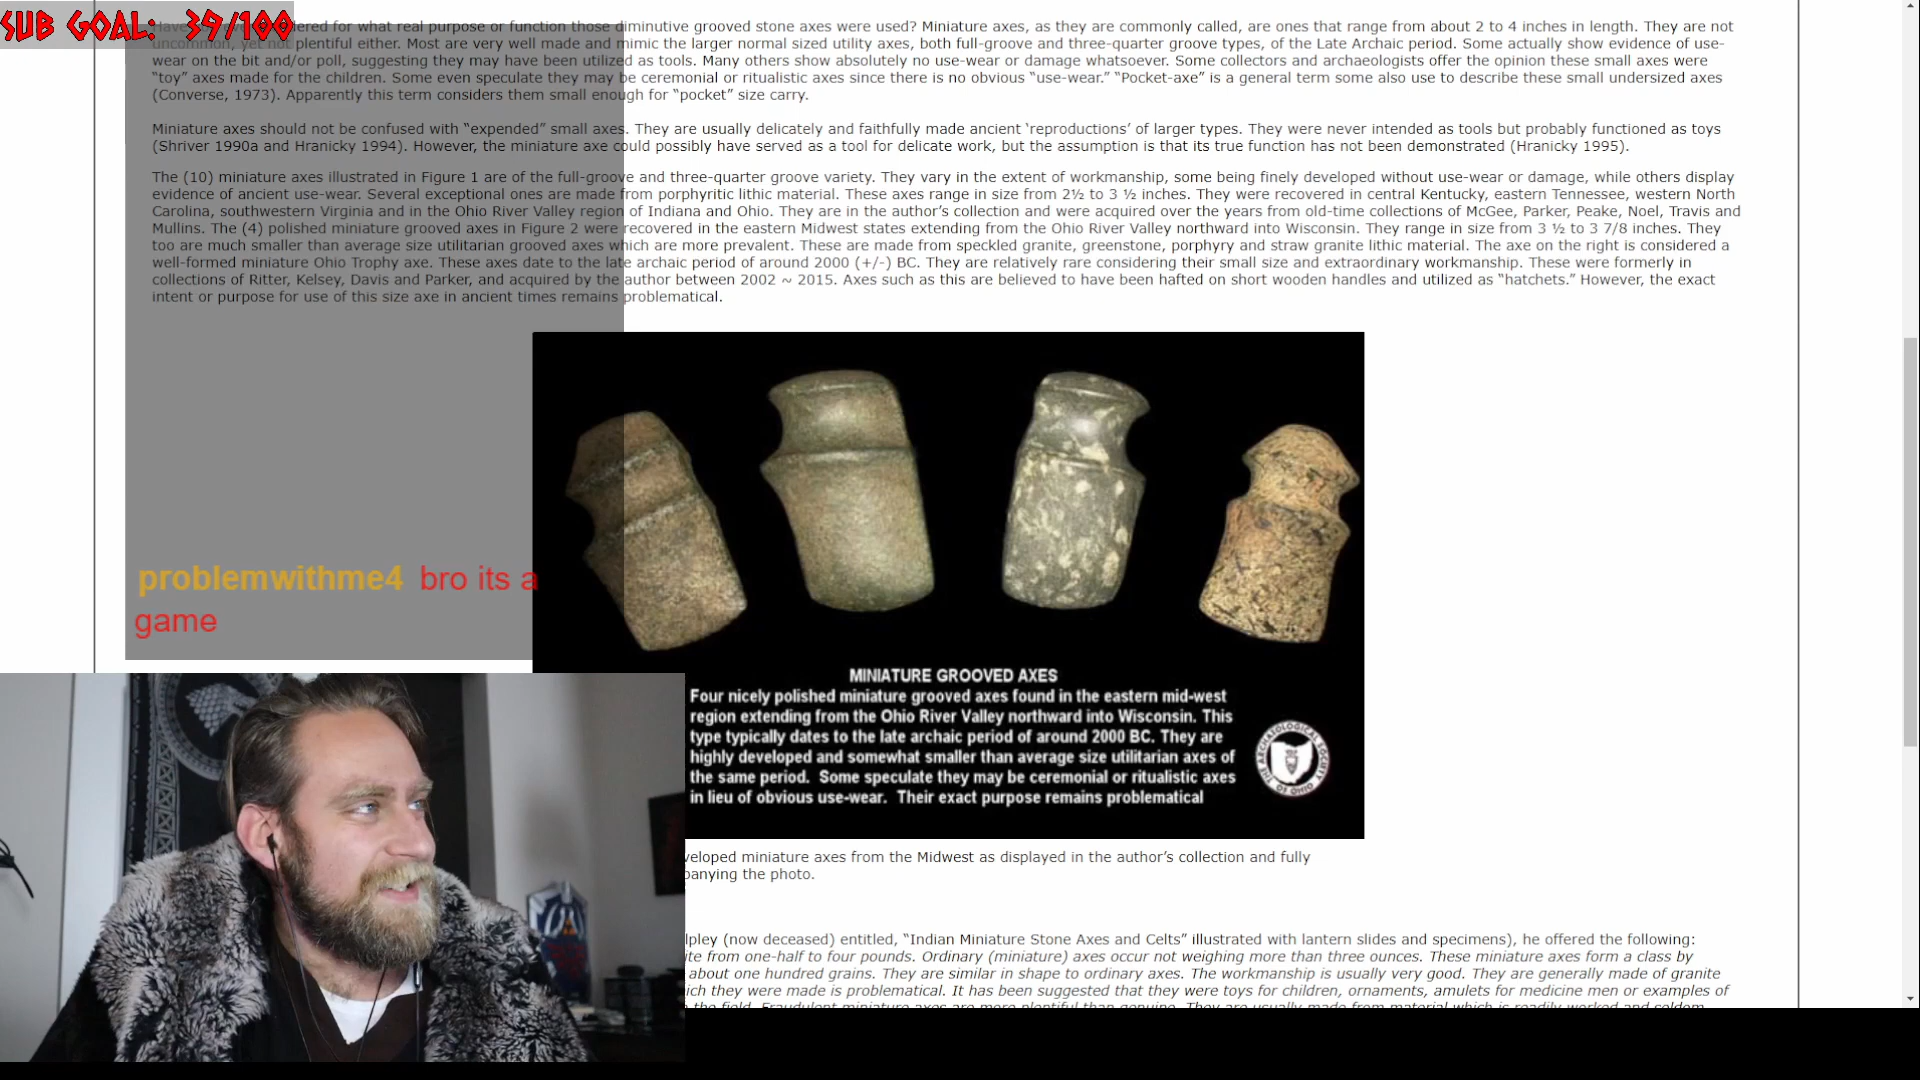 SUB GOAL: 39/100
dered for what real purpose or function those diminutive grooved stone axes were used? Miniature axes, as they are commonly called, are ones that range from about 2 to 4 inches in length. They are not
uncommon, yet not plentiful either. Most are very well made and mimic the larger normal sized utility axes, both full-groove and three-quarter groove types, of the Late Archaic period. Some actually show evidence of use-
wear on the bit and/or poll, suggesting they may have been utilized as tools. Many others show absolutely no use-wear or damage whatsoever. Some collectors and archaeologists offer the opinion these small axes were
“toy” axes made for the children. Some even speculate they may be ceremonial or ritualistic axes since there is no obvious “use-wear.” “Pocket-axe” is a general term some also use to describe these small undersized axes
(Converse, 1973). Apparently this term considers them small enough for “pocket” size carry.
Miniature axes should not be confused with “expended” small axes. They are usually delicately and faithfully made ancient ‘reproductions’ of larger types. They were never intended as tools but probably functioned as toys
(Shriver 1990a and Hranicky 1994). However, the miniature axe could possibly have served as a tool for delicate work, but the assumption is that its true function has not been demonstrated (Hranicky 1995).
The (10) miniature axes illustrated in Figure 1 are of the full-groove and three-quarter groove variety. They vary in the extent of workmanship, some being finely developed without use-wear or damage, while others display
evidence of ancient use-wear. Several exceptional ones are made from porphyritic lithic material. These axes range in size from 2½ to 3 ½ inches. They were recovered in central Kentucky, eastern Tennessee, western North
Carolina, southwestern Virginia and in the Ohio River Valley region of Indiana and Ohio. They are in the author’s collection and were acquired over the years from old-time collections of McGee, Parker, Peake, Noel, Travis and
Mullins. The (4) polished miniature grooved axes in Figure 2 were recovered in the eastern Midwest states extending from the Ohio River Valley northward into Wisconsin. They range in size from 3 ½ to 3 7/8 inches. They
too are much smaller than average size utilitarian grooved axes which are more prevalent. These are made from speckled granite, greenstone, porphyry and straw granite lithic material. The axe on the right is considered a
well-formed miniature Ohio Trophy axe. These axes date to the late archaic period of around 2000 (+/-) BC. They are relatively rare considering their small size and extraordinary workmanship. These were formerly in
collections of Ritter, Kelsey, Davis and Parker, and acquired by the author between 2002 ~ 2015. Axes such as this are believed to have been hafted on short wooden handles and utilized as “hatchets.” However, the exact
intent or purpose for use of this size axe in ancient times remains problematical.
problemwithme4 bro its a
game
MINIATURE GROOVED AXES
Four nicely polished miniature grooved axes found in the eastern mid-west
region extending from the Ohio River Valley northward into Wisconsin. This
type typically dates to the late archaic period of around 2000 BC. They are
highly developed and somewhat smaller than average size utilitarian axes of
the same period. Some speculate they may be ceremonial or ritualistic axes
in lieu of obvious use-wear. Their exact purpose remains problematical
THE ARCHAEOLOGICAL SOCIETY OF OHIO
veloped miniature axes from the Midwest as displayed in the author’s collection and fully
panying the photo.
lpley (now deceased) entitled, “Indian Miniature Stone Axes and Celts” illustrated with lantern slides and specimens), he offered the following:
ite from one-half to four pounds. Ordinary (miniature) axes occur not weighing more than three ounces. These miniature axes form a class by
about one hundred grains. They are similar in shape to ordinary axes. The workmanship is usually very good. They are generally made of granite
ich they were made is problematical. It has been suggested that they were toys for children, ornaments, amulets for medicine men or examples of
the field. Fraudulent miniature axes are more plentiful than genuine. They are usually made from material which is readily worked and seldom